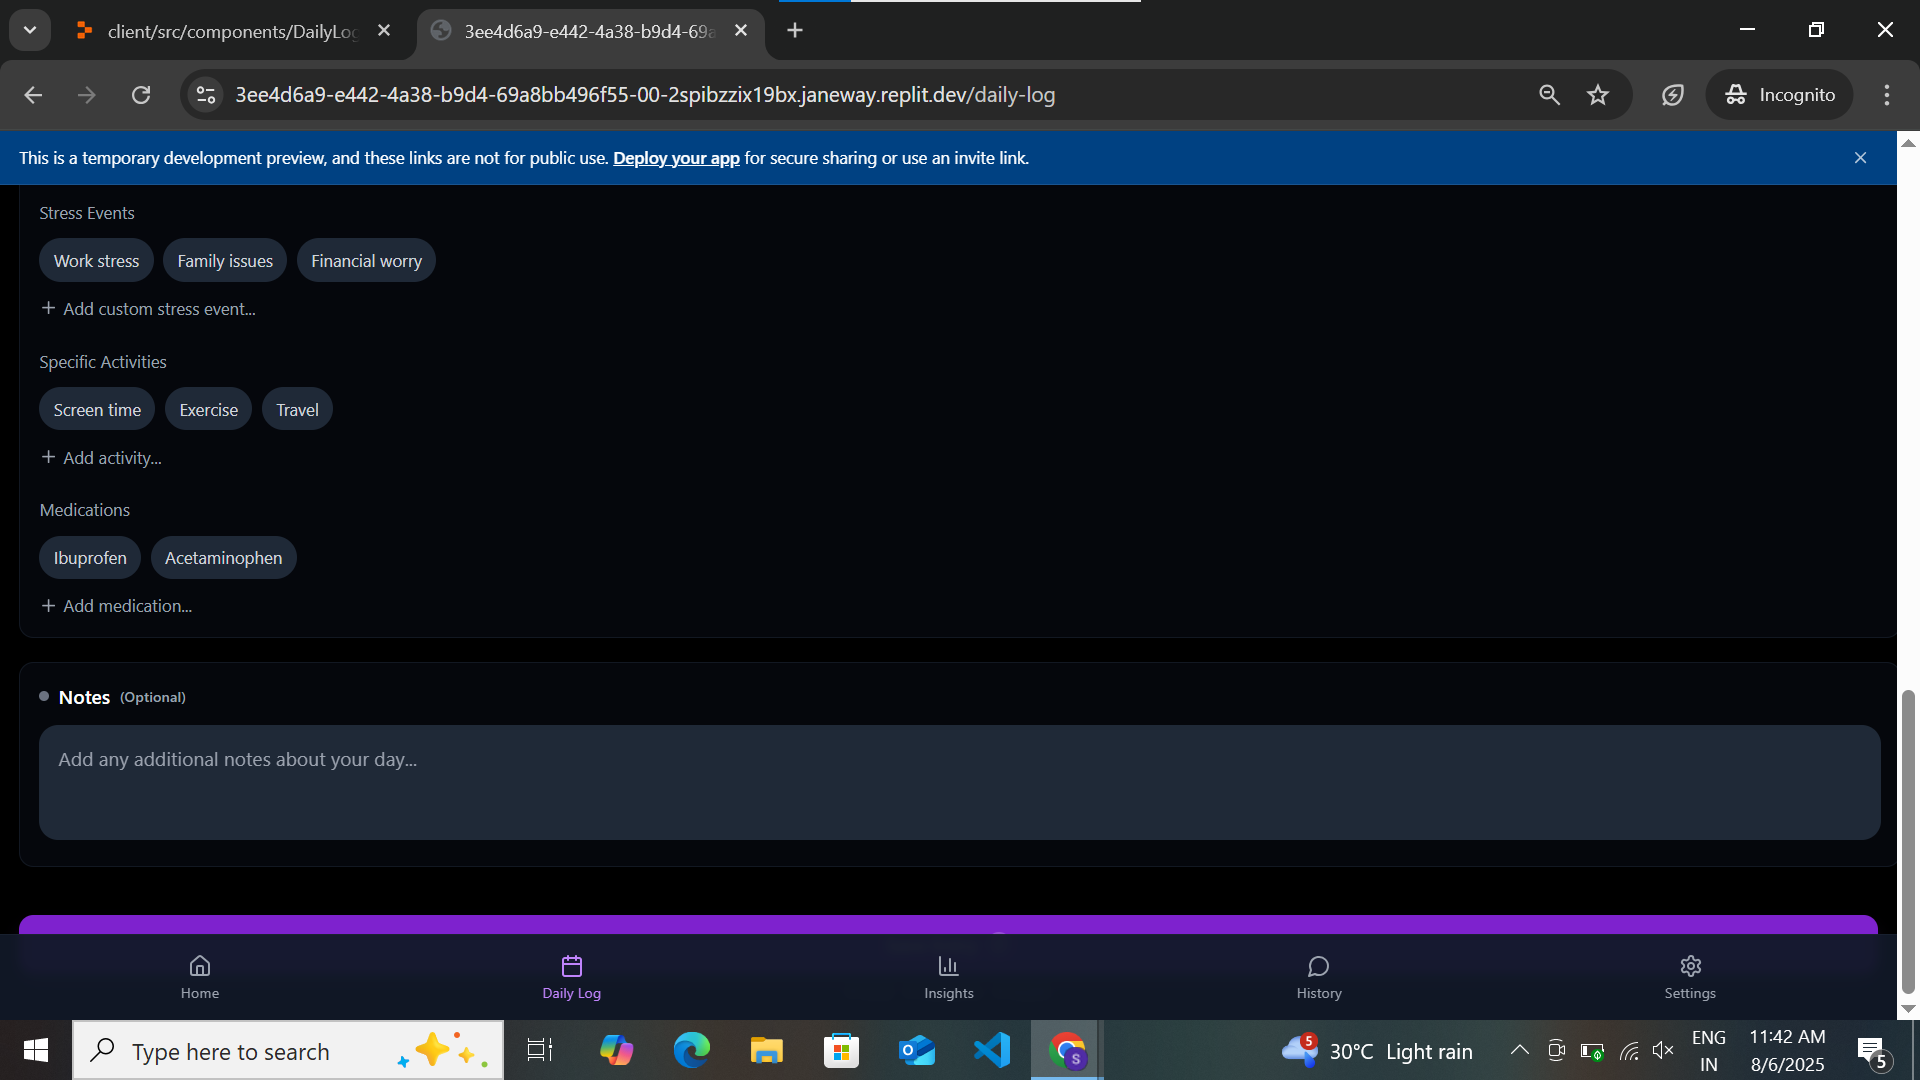 client/src/components/DailyLog
3ee4d6a9-e442-4a38-b9d4-69a
3ee4d6a9-e442-4a38-b9d4-69a8bb496f55-00-2spibzzix19bx.janeway.replit.dev/daily-log
Incognito
This is a temporary development preview, and these links are not for public use. Deploy your app for secure sharing or use an invite link.
Stress Events
Work stress
Family issues
Financial worry
+ Add custom stress event...
Specific Activities
Screen time
Exercise
Travel
+ Add activity...
Medications
Ibuprofen
Acetaminophen
+ Add medication...
Notes (Optional)
Add any additional notes about your day...
Home
Daily Log
Insights
History
Settings
Type here to search
S
5
30°C Light rain
ENG
IN
11:42 AM
8/6/2025
5